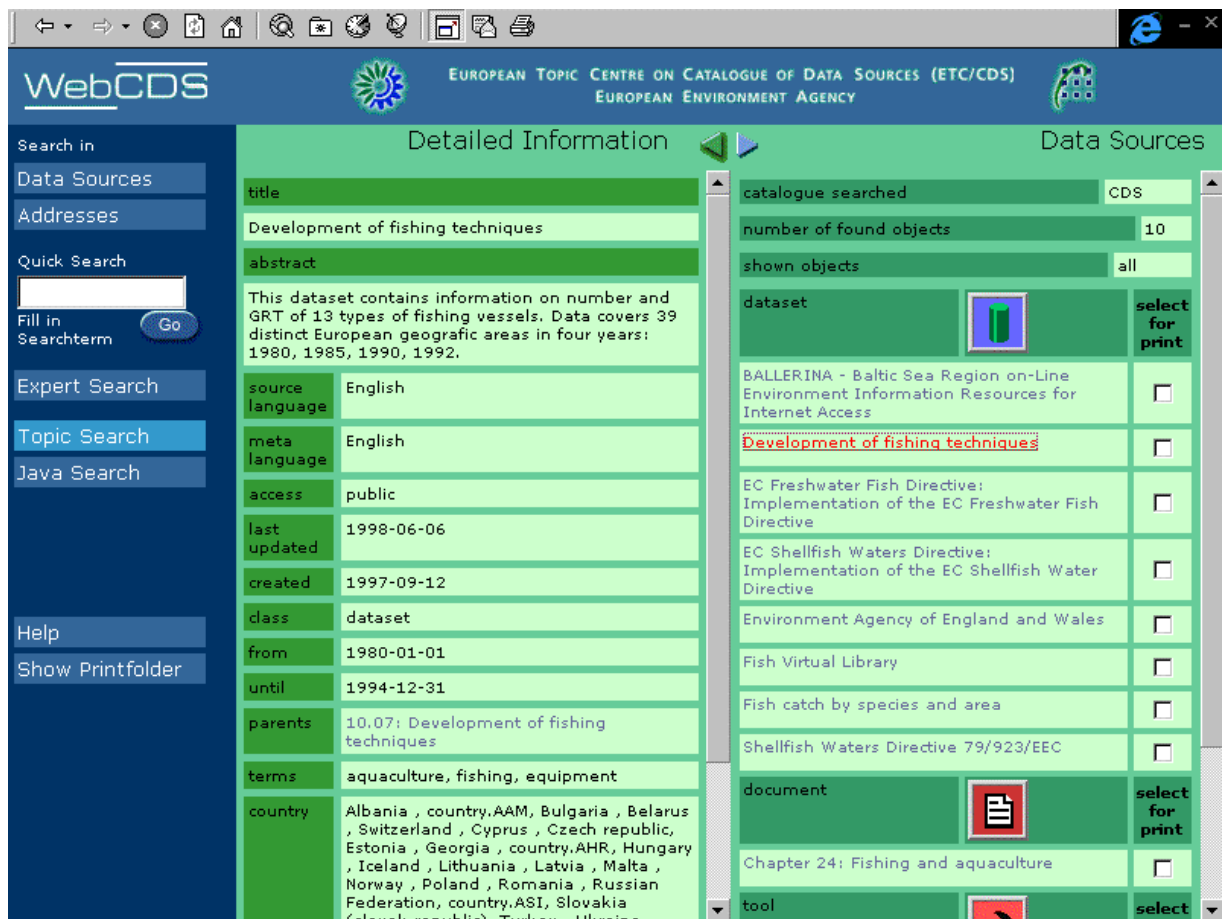 WebCDS
EUROPEAN TOPIC CENTRE ON CATALOGUE OF DATA SOURCES (ETC/CDS)
EUROPEAN ENVIRONMENT AGENCY
Search in
Data Sources
Addresses
Quick Search
Fill in
Searchterm
Go
Expert Search
Topic Search
Java Search
Help
Show Printfolder
Detailed Information
title
Development of fishing techniques
abstract
This dataset contains information on number and
GRT of 13 types of fishing vessels. Data covers 39
distinct European geografic areas in four years:
1980, 1985, 1990, 1992.
source
language
English
meta
language
English
access
public
last
updated
1998-06-06
created
1997-09-12
class
dataset
from
1980-01-01
until
1994-12-31
parents
10.07: Development of fishing
techniques
terms
aquaculture, fishing, equipment
country
Albania , country.AAM, Bulgaria , Belarus
, Switzerland , Cyprus , Czech republic,
Estonia , Georgia , country.AHR, Hungary
, Iceland , Lithuania , Latvia , Malta ,
Norway , Poland , Romania , Russian
Federation, country.ASI, Slovakia
(slovak republic), Turkey , Ukraine
Data Sources
catalogue searched
CDS
number of found objects
10
shown objects
all
dataset
select
for
print
BALLERINA - Baltic Sea Region on-Line
Environment Information Resources for
Internet Access
Development of fishing techniques
EC Freshwater Fish Directive:
Implementation of the EC Freshwater Fish
Directive
EC Shellfish Waters Directive:
Implementation of the EC Shellfish Water
Directive
Environment Agency of England and Wales
Fish Virtual Library
Fish catch by species and area
Shellfish Waters Directive 79/923/EEC
document
select
for
print
Chapter 24: Fishing and aquaculture
tool
select